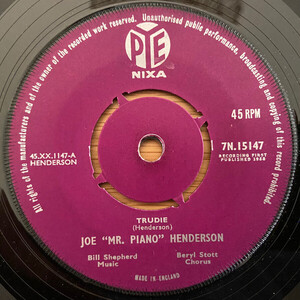 All rights of the manufacturers and of the owner of the recorded work reserved. Unauthorised public performance, broadcasting and copying of this record prohibited.
PYE
NIXA
45 RPM
45.XX.1147-A
HENDERSON
7N.15147
RECORDING FIRST
PUBLISHED 1958
TRUDIE
(Henderson)
JOE "MR. PIANO" HENDERSON
Bill Shepherd
Music
Beryl Stott
Chorus
MADE IN ENGLAND